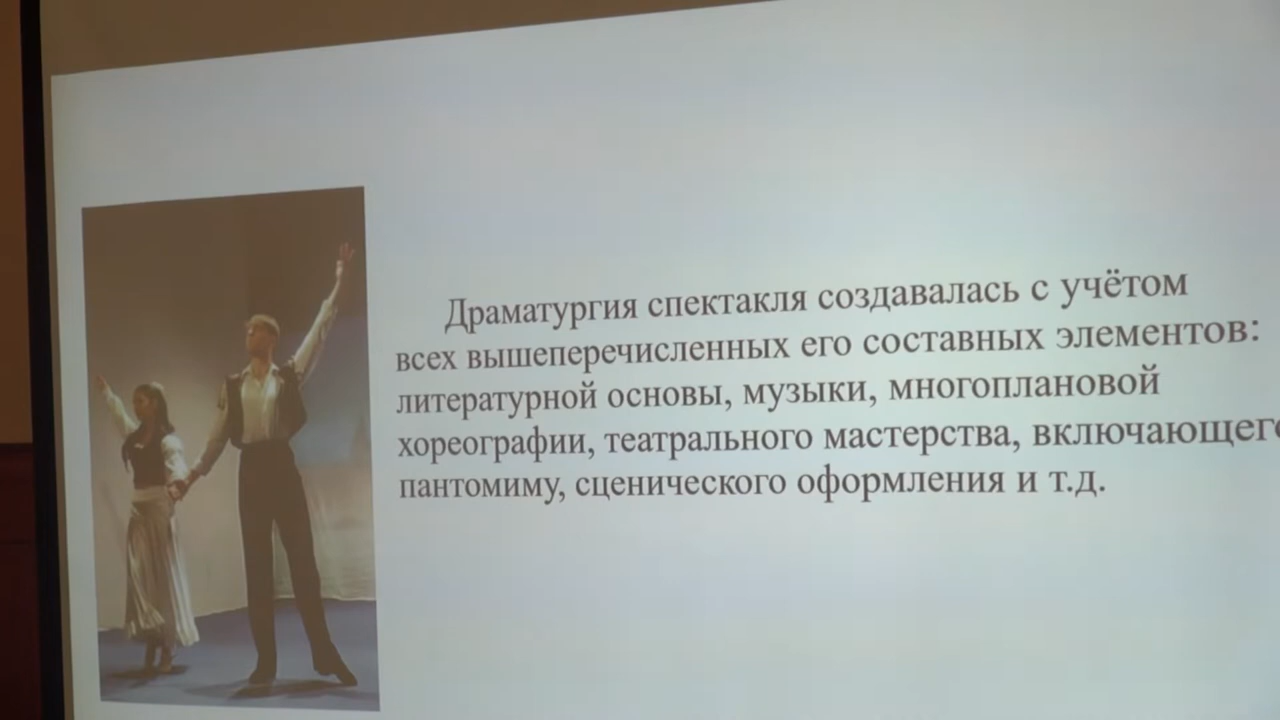 Драматургия спектакля создавалась с учётом
всех вышеперечисленных его составных элементов:
литературной основы, музыки, многоплановой
хореографии, театрального мастерства, включающего
пантомиму, сценического оформления и т.д.